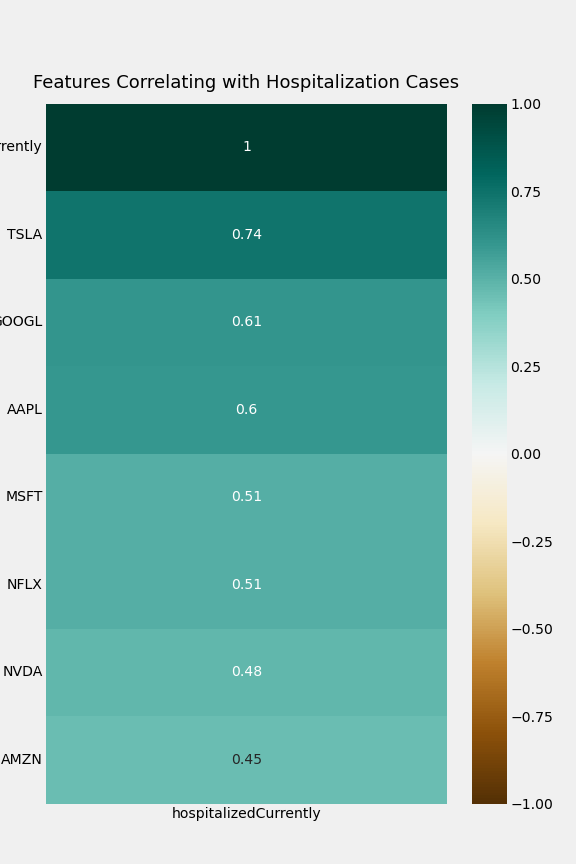 Features Correlating with Hospitalization Cases
rently 1
TSLA 0.74
GOOGL 0.61
AAPL 0.6
MSFT 0.51
NFLX 0.51
NVDA 0.48
AMZN 0.45
hospitalizedCurrently
1.00
0.75
0.50
0.25
0.00
−0.25
−0.50
−0.75
−1.00